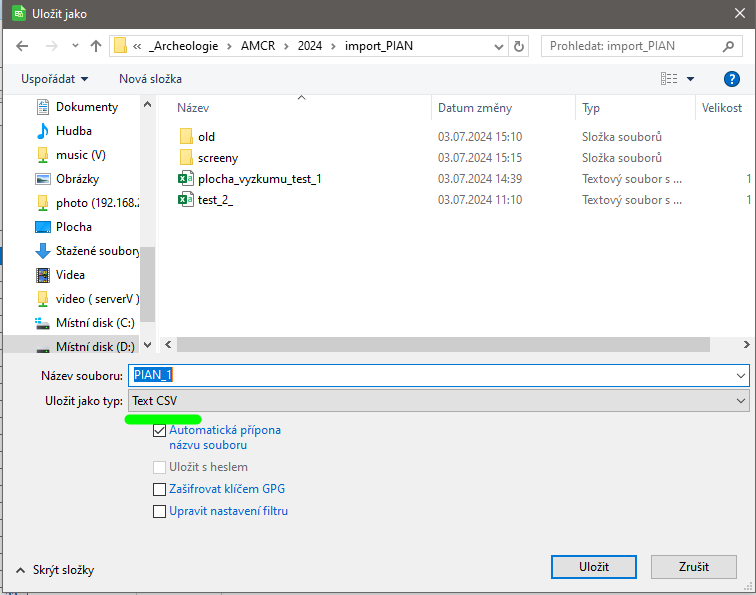 Uložit jako
« _Archeologie > AMCR > 2024 > import_PIAN
Prohledat: import_PIAN
Uspořádat
Nová složka
?
Dokumenty
Hudba
music (V)
Obrázky
photo (192.168.2
Plocha
Stažené soubory
Videa
video ( serverV )
Místní disk (C:)
Místní disk (D:)
Název Datum změny Typ Velikost
old 03.07.2024 15:10 Složka souborů
screeny 03.07.2024 15:15 Složka souborů
plocha_vyzkumu_test_1 03.07.2024 14:39 Textový soubor s ... 1
test_2_ 03.07.2024 11:10 Textový soubor s ... 1
Název souboru: PIAN_1
Uložit jako typ: Text CSV
Automatická přípona
názvu souboru
Uložit s heslem
Zašifrovat klíčem GPG
Upravit nastavení filtru
Skrýt složky
Uložit
Zrušit